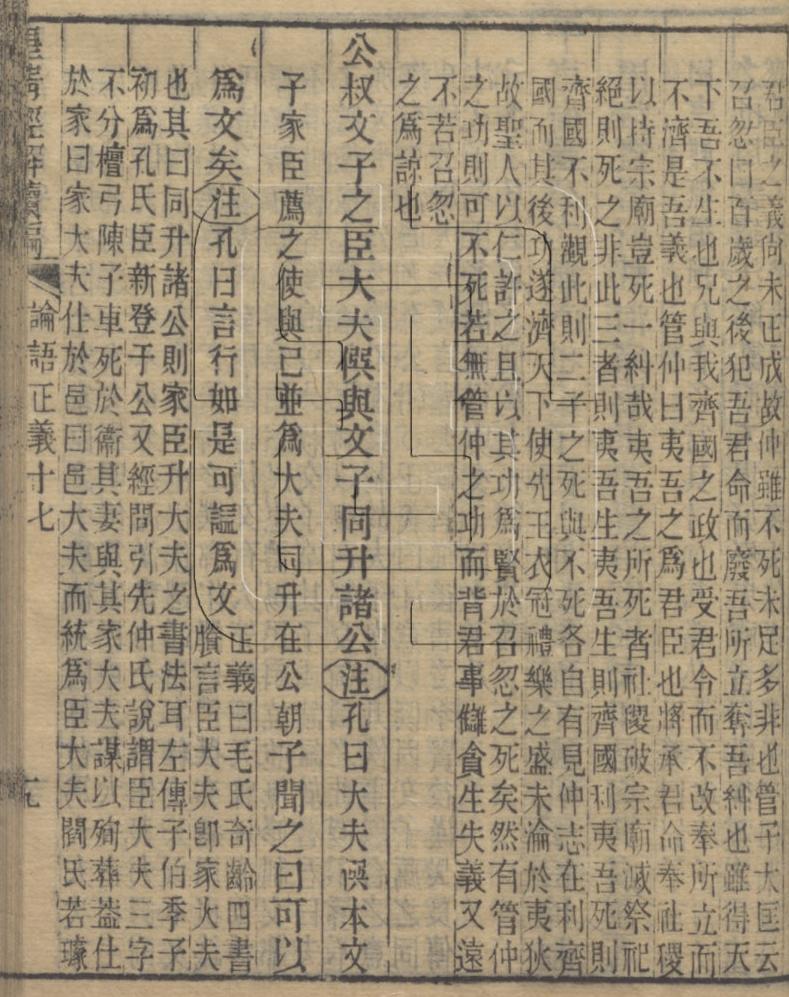 君臣之義尚未正成故仲雖不死未足多非也管子大匡云
召忽曰百歲之後犯吾君命而廢吾所立奪吾糾也雖得天
下吾不生也兄與我齊國之政也受君令而不改奉所立而
不濟是吾義也管仲曰夷吾之爲君臣也將承君命奉社稷
以持宗廟豈死一糾哉夷吾之所死者社稷破宗廟滅祭祀
絕則死之非此三者則夷吾生夷吾生則齊國利夷吾死則
齊國不利觀此則二子之死與不死各自有見仲志在利齊
國而其後功遂濟天下使先王衣冠禮樂之盛未淪於夷狄
故聖人以仁許之且以其功爲賢於召忽之死矣然有管仲
之功則可不死若無管仲之功而背君事讎貪生失義又遠
不若召忽
之爲諒也
公叔文子之臣大夫僎與文子同升諸公注孔曰大夫僎本文
子家臣薦之使與己並爲大夫同升在公朝子聞之曰可以
爲文矣注孔曰言行如是可諡爲文
正義曰毛氏奇齡四書
賸言臣大夫卽家大夫
也其曰同升諸公則家臣升大夫之書法耳左傳子伯季子
初爲孔氏臣新登于公又經問引先仲氏說謂臣大夫三字
不分檀弓陳子車死於衞其妻與其家大夫謀以殉葬葢仕
於家曰家大夫仕於邑曰邑大夫而統爲臣大夫閻氏若璩
皇淸經解續編
論語正義十七